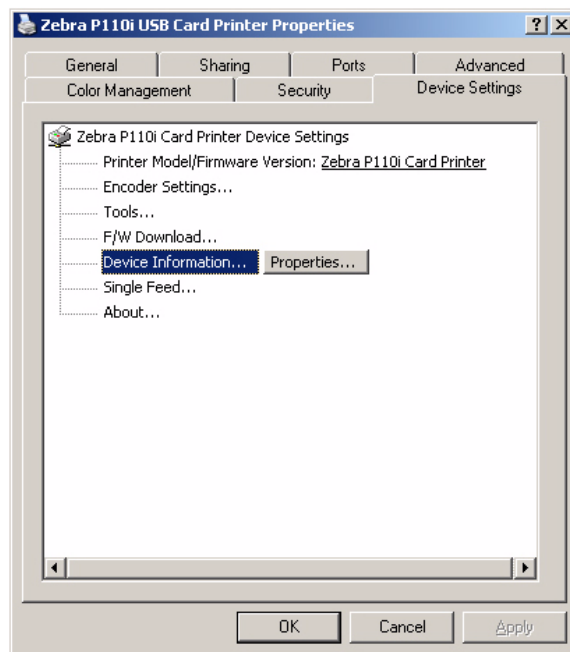 Zebra P110i USB Card Printer Properties
General Sharing Ports Advanced
Color Management Security Device Settings
Zebra P110i Card Printer Device Settings
Printer Model/Firmware Version: Zebra P110i Card Printer
Encoder Settings...
Tools...
F/W Download...
Device Information... Properties...
Single Feed...
About...
OK Cancel Apply